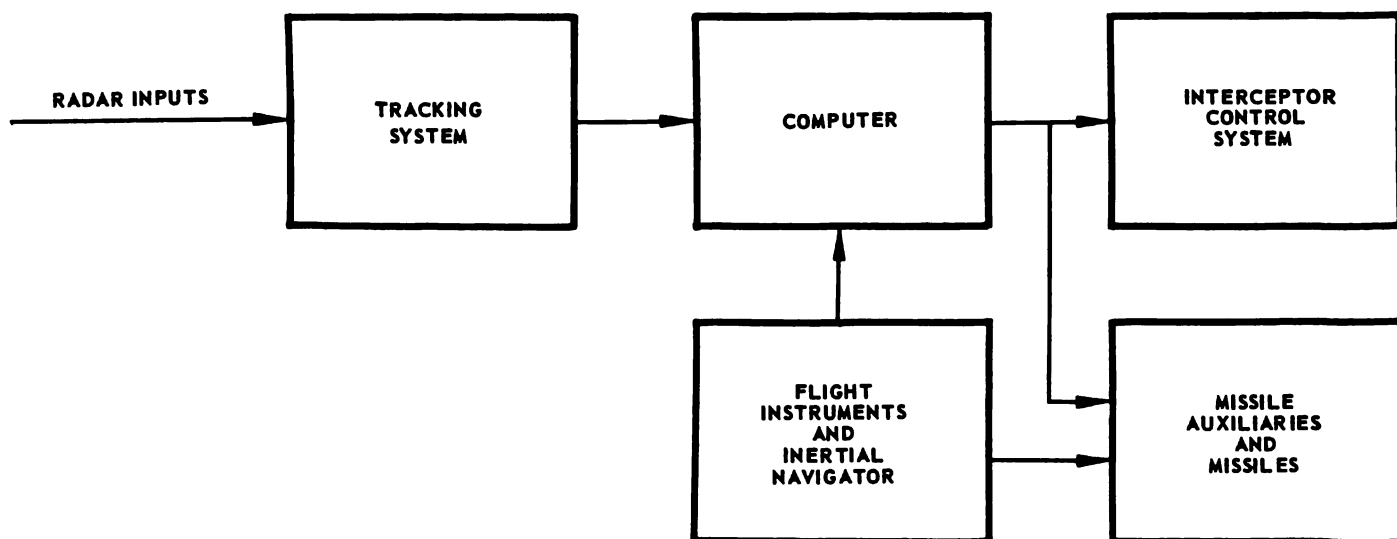 RADAR INPUTS
TRACKING
SYSTEM
COMPUTER
INTERCEPTOR
CONTROL
SYSTEM
FLIGHT
INSTRUMENTS
AND
INERTIAL
NAVIGATOR
MISSILE
AUXILIARIES
AND
MISSILES